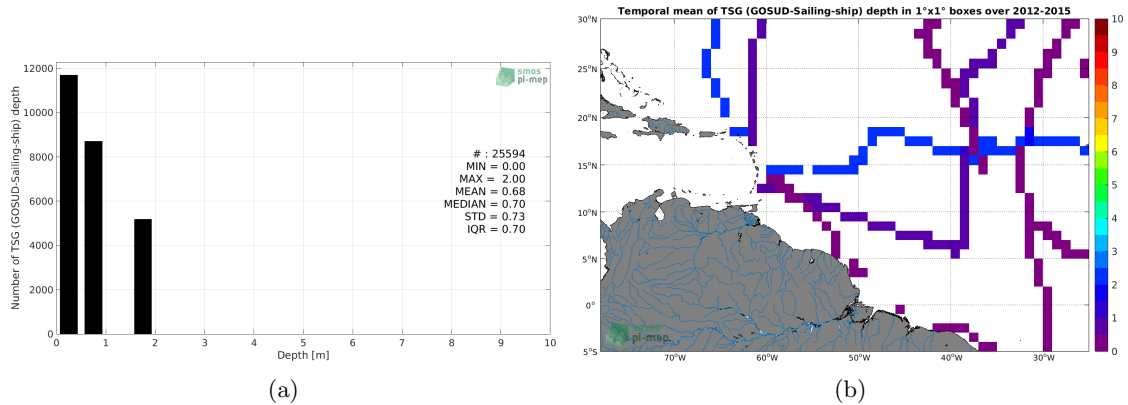 12000
10000
8000
6000
4000
2000
0
Number of TSG (GOSUD-Sailing-ship) depth
smos
pi-mep
# : 25594
MIN = 0.00
MAX = 2.00
MEAN = 0.68
MEDIAN = 0.70
STD = 0.73
IQR = 0.70
0 1 2 3 4 5 6 7 8 9 10
Depth [m]
(a)
Temporal mean of TSG (GOSUD-Sailing-ship) depth in 1°x1° boxes over 2012-2015
30°N
25°N
20°N
15°N
10°N
5°N
0°
5°S
70°W 60°W 50°W 40°W 30°W
smos
pi-mep
10
9
8
7
6
5
4
3
2
1
0
(b)